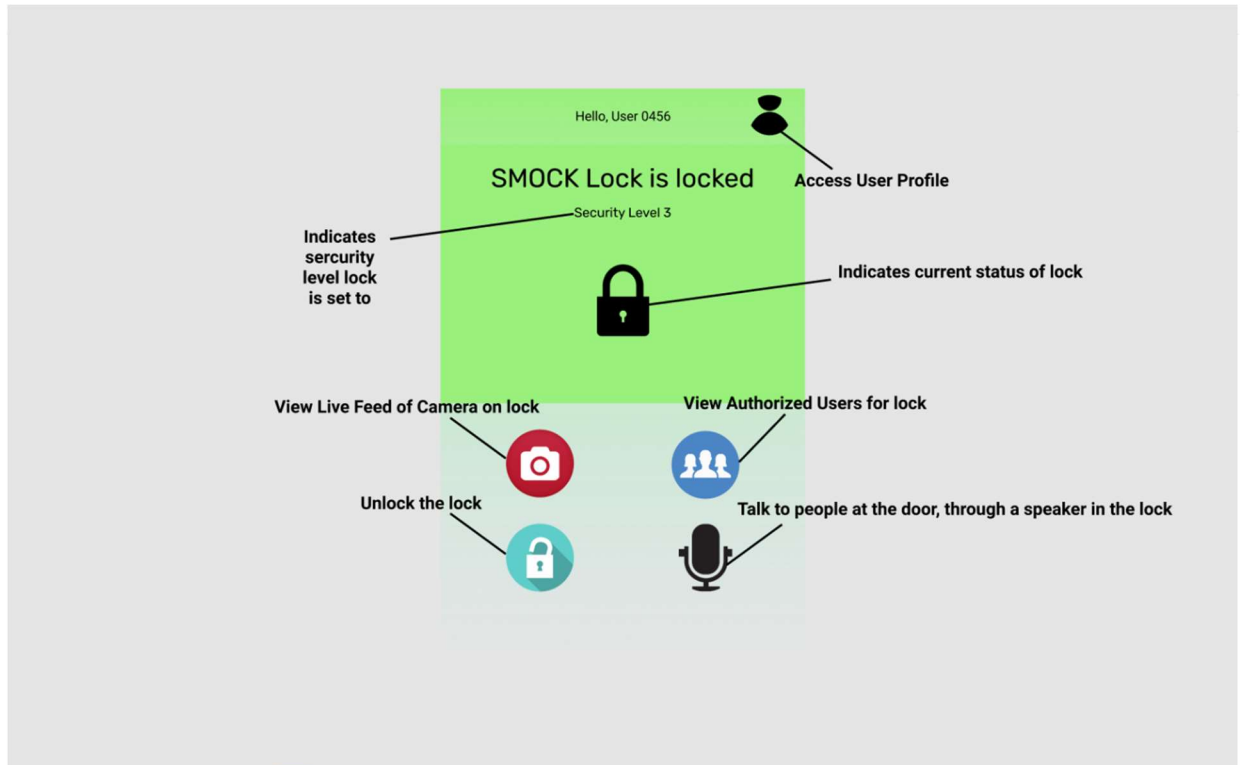 Hello, User 0456
SMOCK Lock is locked
Access User Profile
Security Level 3
Indicates
sercurity
level lock
is set to
Indicates current status of lock
View Live Feed of Camera on lock
View Authorized Users for lock
Unlock the lock
Talk to people at the door, through a speaker in the lock